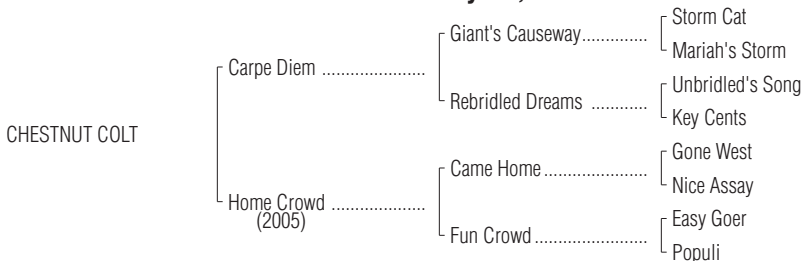 Storm Cat
Giant's Causeway..............
Mariah's Storm
Carpe Diem ......................
Unbridled's Song
Rebridled Dreams ............
Key Cents
CHESTNUT COLT
Gone West
Came Home......................
Nice Assay
Home Crowd ....................
(2005)
Easy Goer
Fun Crowd........................
Populi